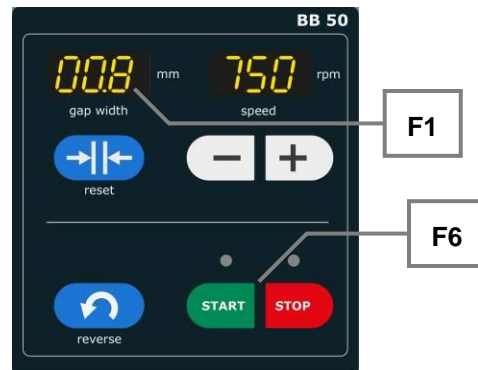 BB 50
00.8 mm 750 rpm
gap width speed
F1
− +
reset
F6
START STOP
reverse